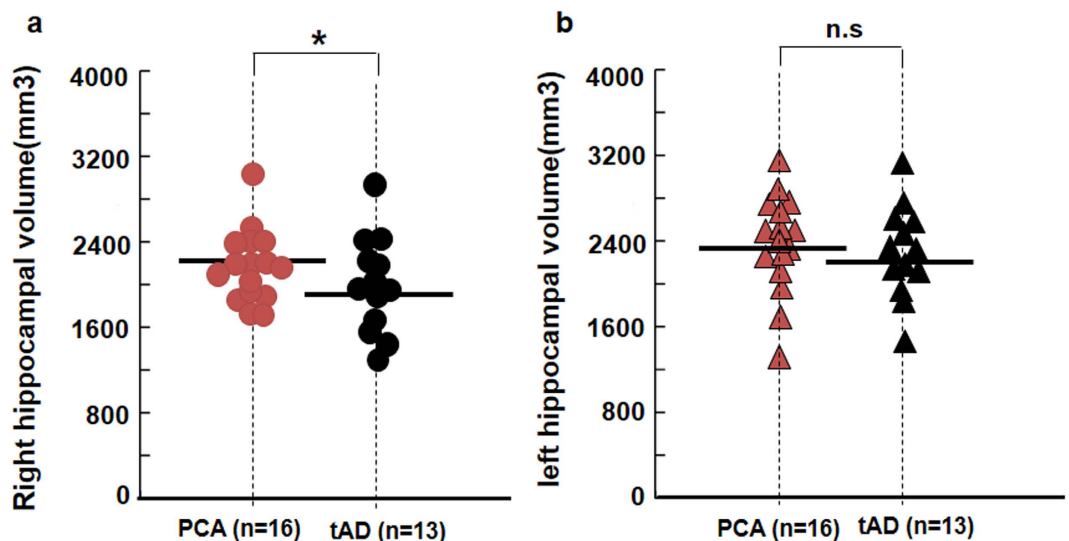 a
*
Right hippocampal volume(mm3)
4000
3200
2400
1600
800
0
PCA (n=16)
tAD (n=13)
b
n.s
left hippocampal volume(mm3)
4000
3200
2400
1600
800
0
PCA (n=16)
tAD (n=13)